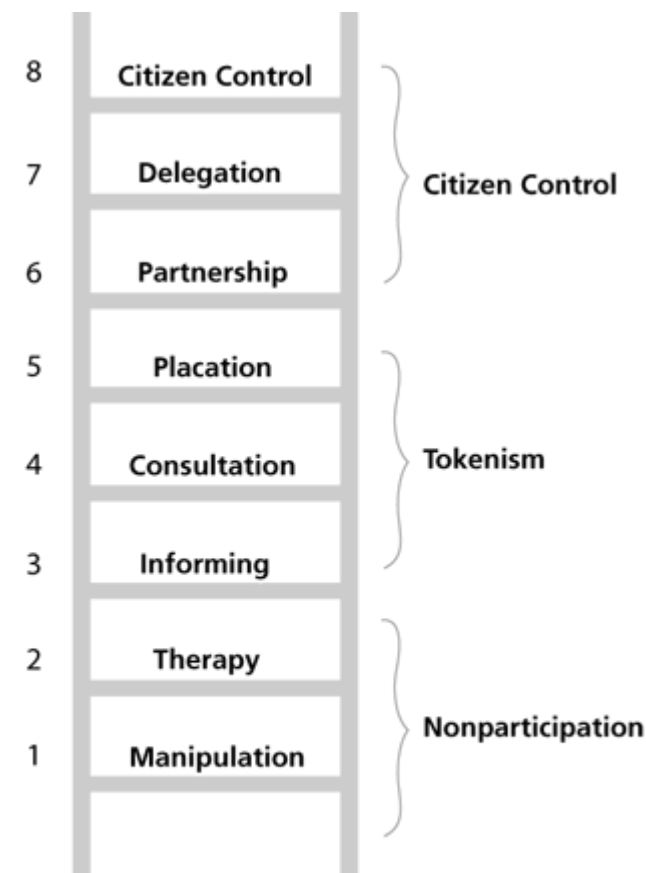 8 Citizen Control
7 Delegation
Citizen Control
6 Partnership
5 Placation
4 Consultation
Tokenism
3 Informing
2 Therapy
Nonparticipation
1 Manipulation